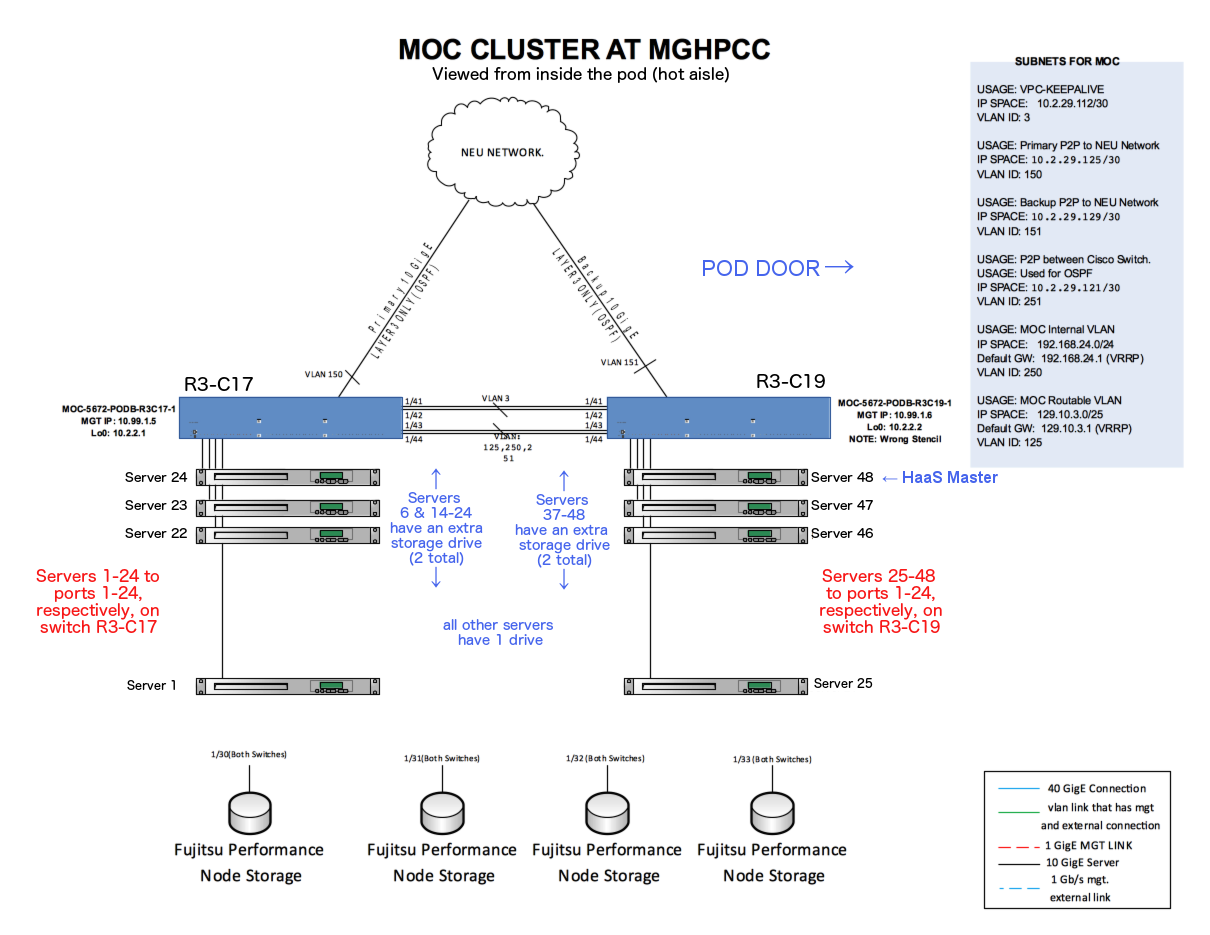 MOC CLUSTER AT MGHPCC
Viewed from inside the pod (hot aisle)
NEU NETWORK.
Primary 10 GigE
LAYER 3 ONLY (OSPF)
Backup 10 GigE
LAYER 3 ONLY (OSPF)
POD DOOR →
VLAN 150
VLAN 151
R3-C17
R3-C19
MOC-5672-PODB-R3C17-1
MGT IP: 10.99.1.5
Lo0: 10.2.2.1
1/41
1/42
1/43
1/44
VLAN 3
VLAN:
125,250,2
51
1/41
1/42
1/43
1/44
MOC-5672-PODB-R3C19-1
MGT IP: 10.99.1.6
Lo0: 10.2.2.2
NOTE: Wrong Stencil
Server 24
Server 23
Server 22
Server 1
Server 48
← HaaS Master
Server 47
Server 46
Server 25
Servers
6 & 14-24
have an extra
storage drive
(2 total)
Servers
37-48
have an extra
storage drive
(2 total)
all other servers
have 1 drive
Servers 1-24 to
ports 1-24,
respectively, on
switch R3-C17
Servers 25-48
to ports 1-24,
respectively, on
switch R3-C19
1/30(Both Switches)
Fujitsu Performance
Node Storage
1/31(Both Switches)
Fujitsu Performance
Node Storage
1/32 (Both Switches)
Fujitsu Performance
Node Storage
1/33 (Both Switches)
Fujitsu Performance
Node Storage
SUBNETS FOR MOC
USAGE: VPC-KEEPALIVE
IP SPACE: 10.2.29.112/30
VLAN ID: 3
USAGE: Primary P2P to NEU Network
IP SPACE: 10.2.29.125/30
VLAN ID: 150
USAGE: Backup P2P to NEU Network
IP SPACE: 10.2.29.129/30
VLAN ID: 151
USAGE: P2P between Cisco Switch.
USAGE: Used for OSPF
IP SPACE: 10.2.29.121/30
VLAN ID: 251
USAGE: MOC Internal VLAN
IP SPACE: 192.168.24.0/24
Default GW: 192.168.24.1 (VRRP)
VLAN ID: 250
USAGE: MOC Routable VLAN
IP SPACE: 129.10.3.0/25
Default GW: 129.10.3.1 (VRRP)
VLAN ID: 125
40 GigE Connection
vlan link that has mgt
and external connection
1 GigE MGT LINK
10 GigE Server
1 Gb/s mgt.
external link